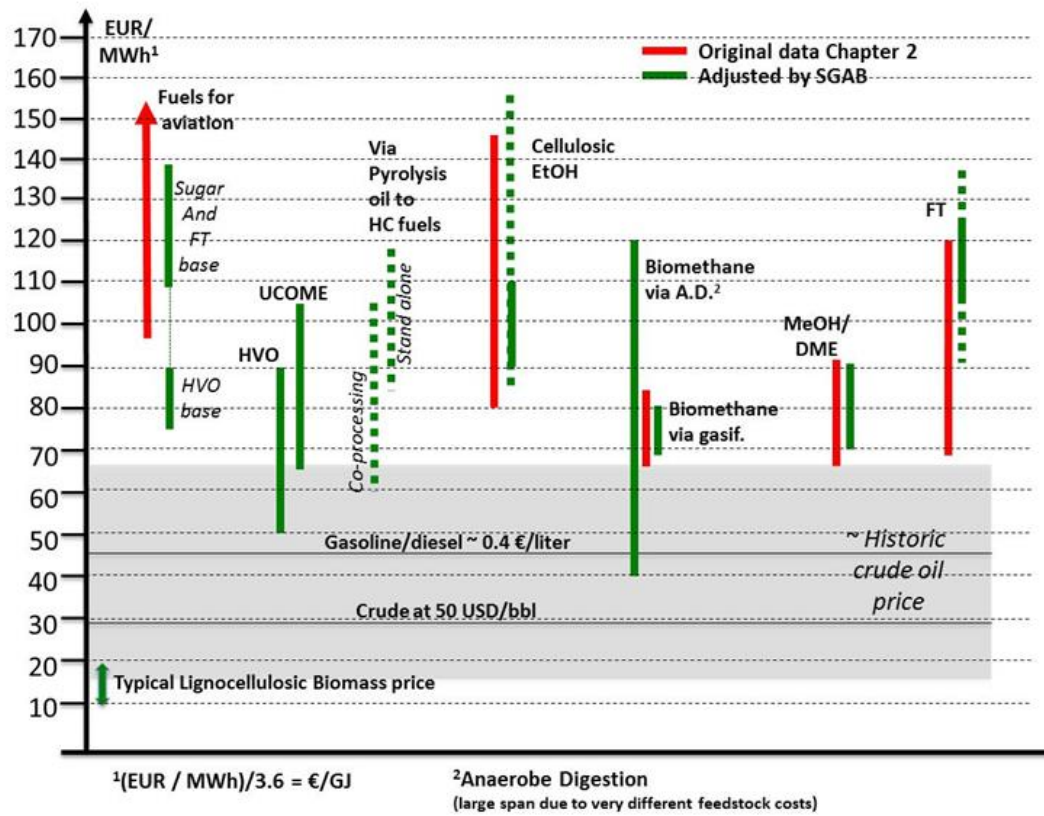 EUR/
MWh¹
170
160
150
140
130
120
110
100
90
80
70
60
50
40
30
20
10
Original data Chapter 2
Adjusted by SGAB
Fuels for
aviation
Sugar
And
FT
base
HVO
base
HVO
UCOME
Via
Pyrolysis
oil to
HC fuels
Co-processing
Stand alone
Cellulosic
EtOH
Biomethane
via A.D.²
Biomethane
via gasif.
MeOH/
DME
FT
Gasoline/diesel ~ 0.4 €/liter
~ Historic
crude oil
price
Crude at 50 USD/bbl
Typical Lignocellulosic Biomass price
¹(EUR / MWh)/3.6 = €/GJ
²Anaerobe Digestion
(large span due to very different feedstock costs)